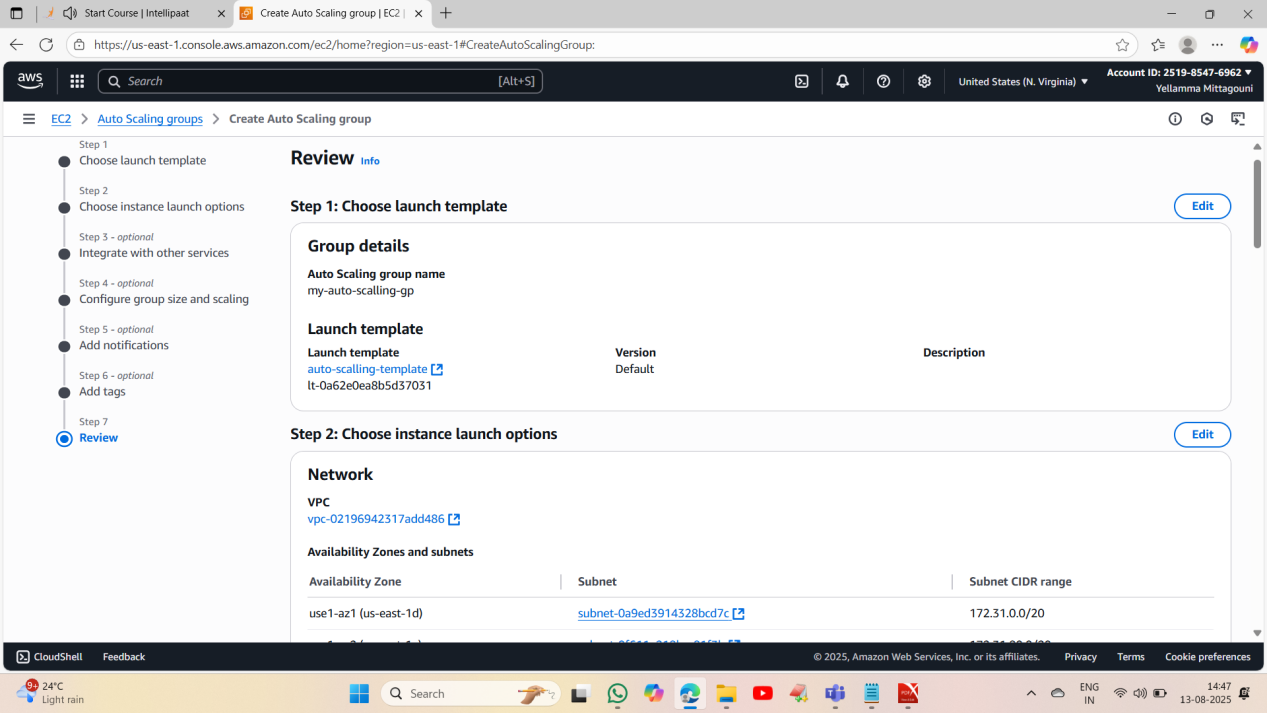 Start Course | Intellipaat
Create Auto Scaling group | EC2 |
https://us-east-1.console.aws.amazon.com/ec2/home?region=us-east-1#CreateAutoScalingGroup:
aws
Search
[Alt+S]
United States (N. Virginia)
Account ID: 2519-8547-6962
Yellamma Mittagouni
EC2
Auto Scaling groups
Create Auto Scaling group
Step 1
Choose launch template
Step 2
Choose instance launch options
Step 3 - optional
Integrate with other services
Step 4 - optional
Configure group size and scaling
Step 5 - optional
Add notifications
Step 6 - optional
Add tags
Step 7
Review
Review Info
Step 1: Choose launch template
Edit
Group details
Auto Scaling group name
my-auto-scalling-gp
Launch template
Launch template
Version
Description
auto-scalling-template
Default
lt-0a62e0ea8b5d37031
Step 2: Choose instance launch options
Edit
Network
VPC
vpc-02196942317add486
Availability Zones and subnets
Availability Zone
Subnet
Subnet CIDR range
use1-az1 (us-east-1d)
subnet-0a9ed3914328bcd7c
172.31.0.0/20
CloudShell
Feedback
© 2025, Amazon Web Services, Inc. or its affiliates.
Privacy
Terms
Cookie preferences
9+
24°C
Light rain
Search
ENG
IN
14:47
13-08-2025